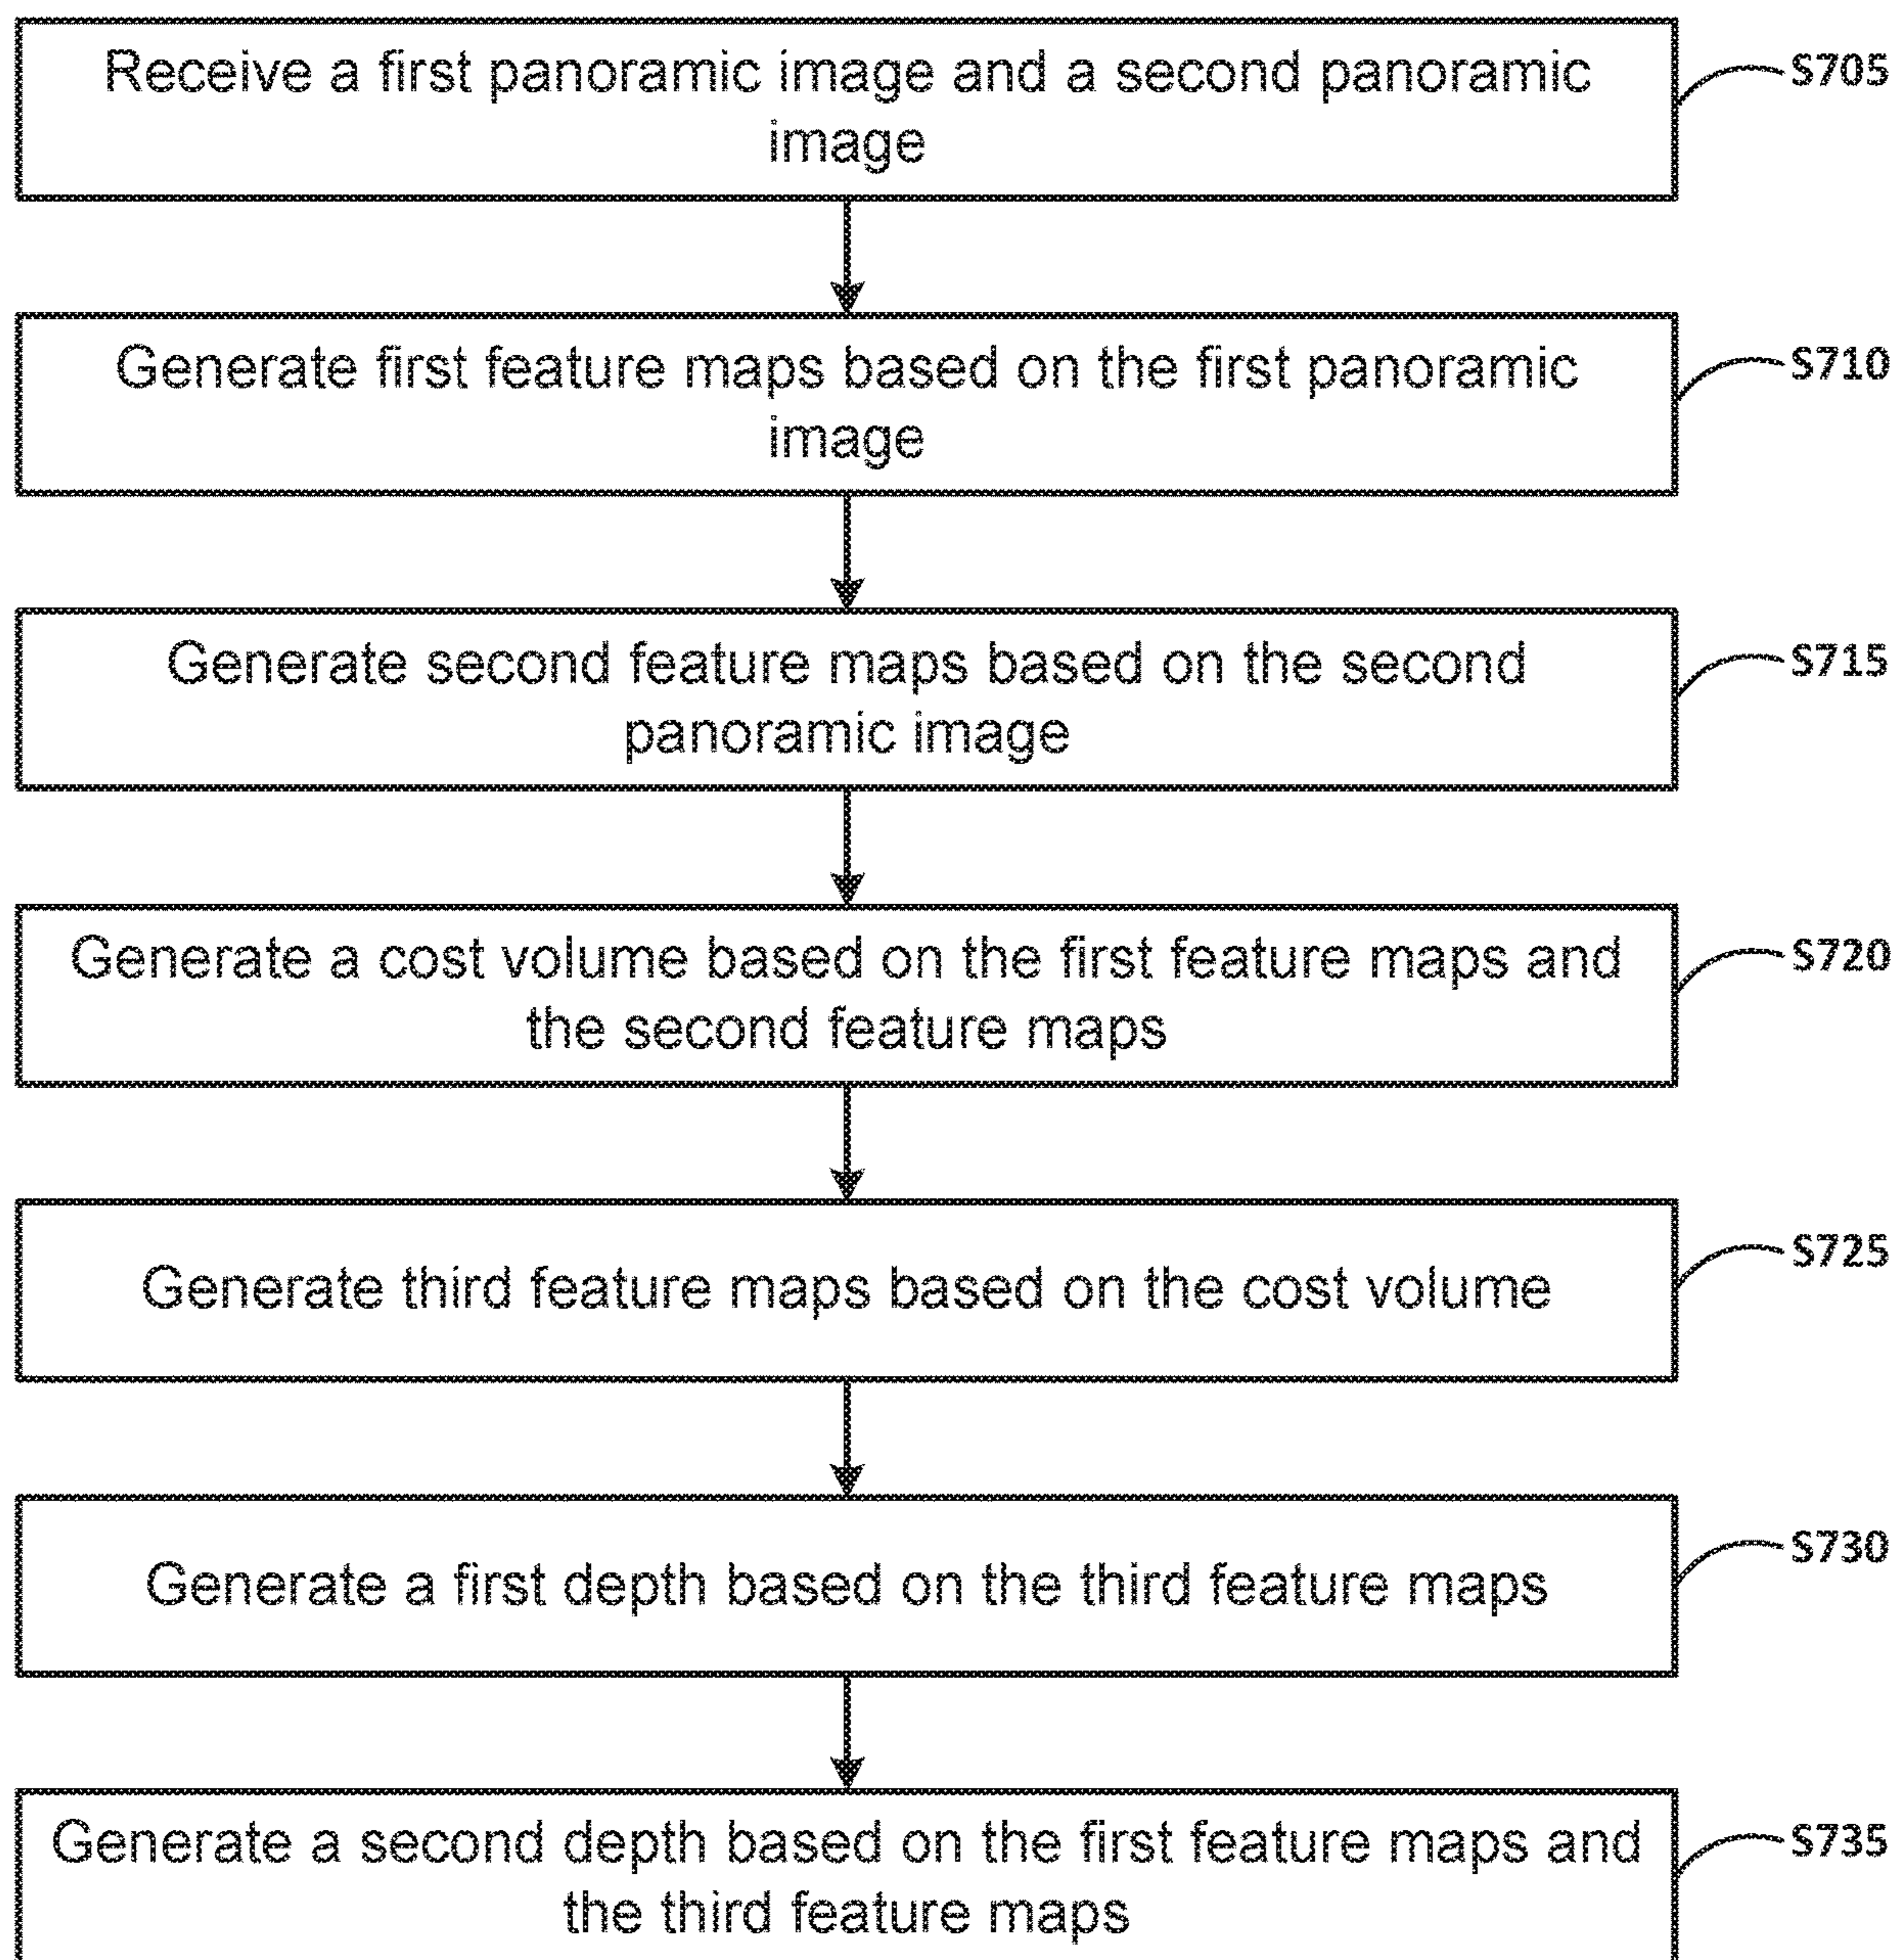 Receive a first panoramic image and a second panoramic
image
S705
Generate first feature maps based on the first panoramic
image
S710
Generate second feature maps based on the second
panoramic image
S715
Generate a cost volume based on the first feature maps and
the second feature maps
S720
Generate third feature maps based on the cost volume
S725
Generate a first depth based on the third feature maps
S730
Generate a second depth based on the first feature maps and
the third feature maps
S735